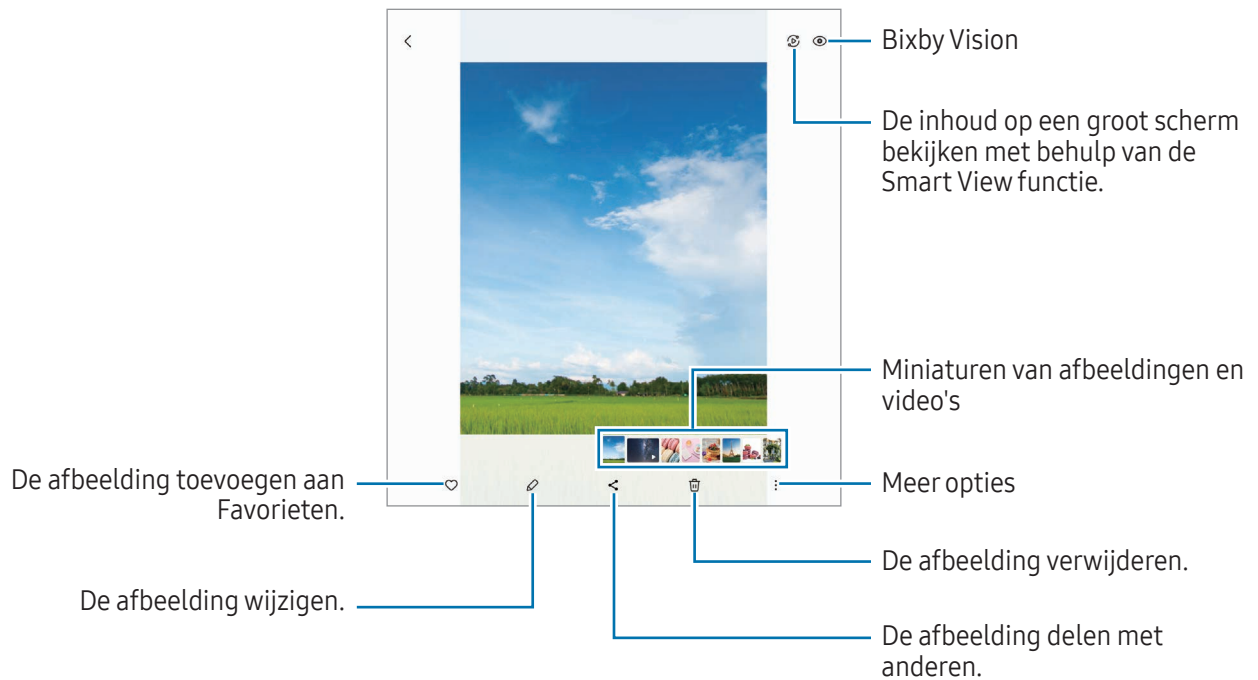 Bixby Vision
De inhoud op een groot scherm
bekijken met behulp van de
Smart View functie.
Miniaturen van afbeeldingen en
video's
De afbeelding toevoegen aan
Favorieten.
Meer opties
De afbeelding verwijderen.
De afbeelding wijzigen.
De afbeelding delen met
anderen.